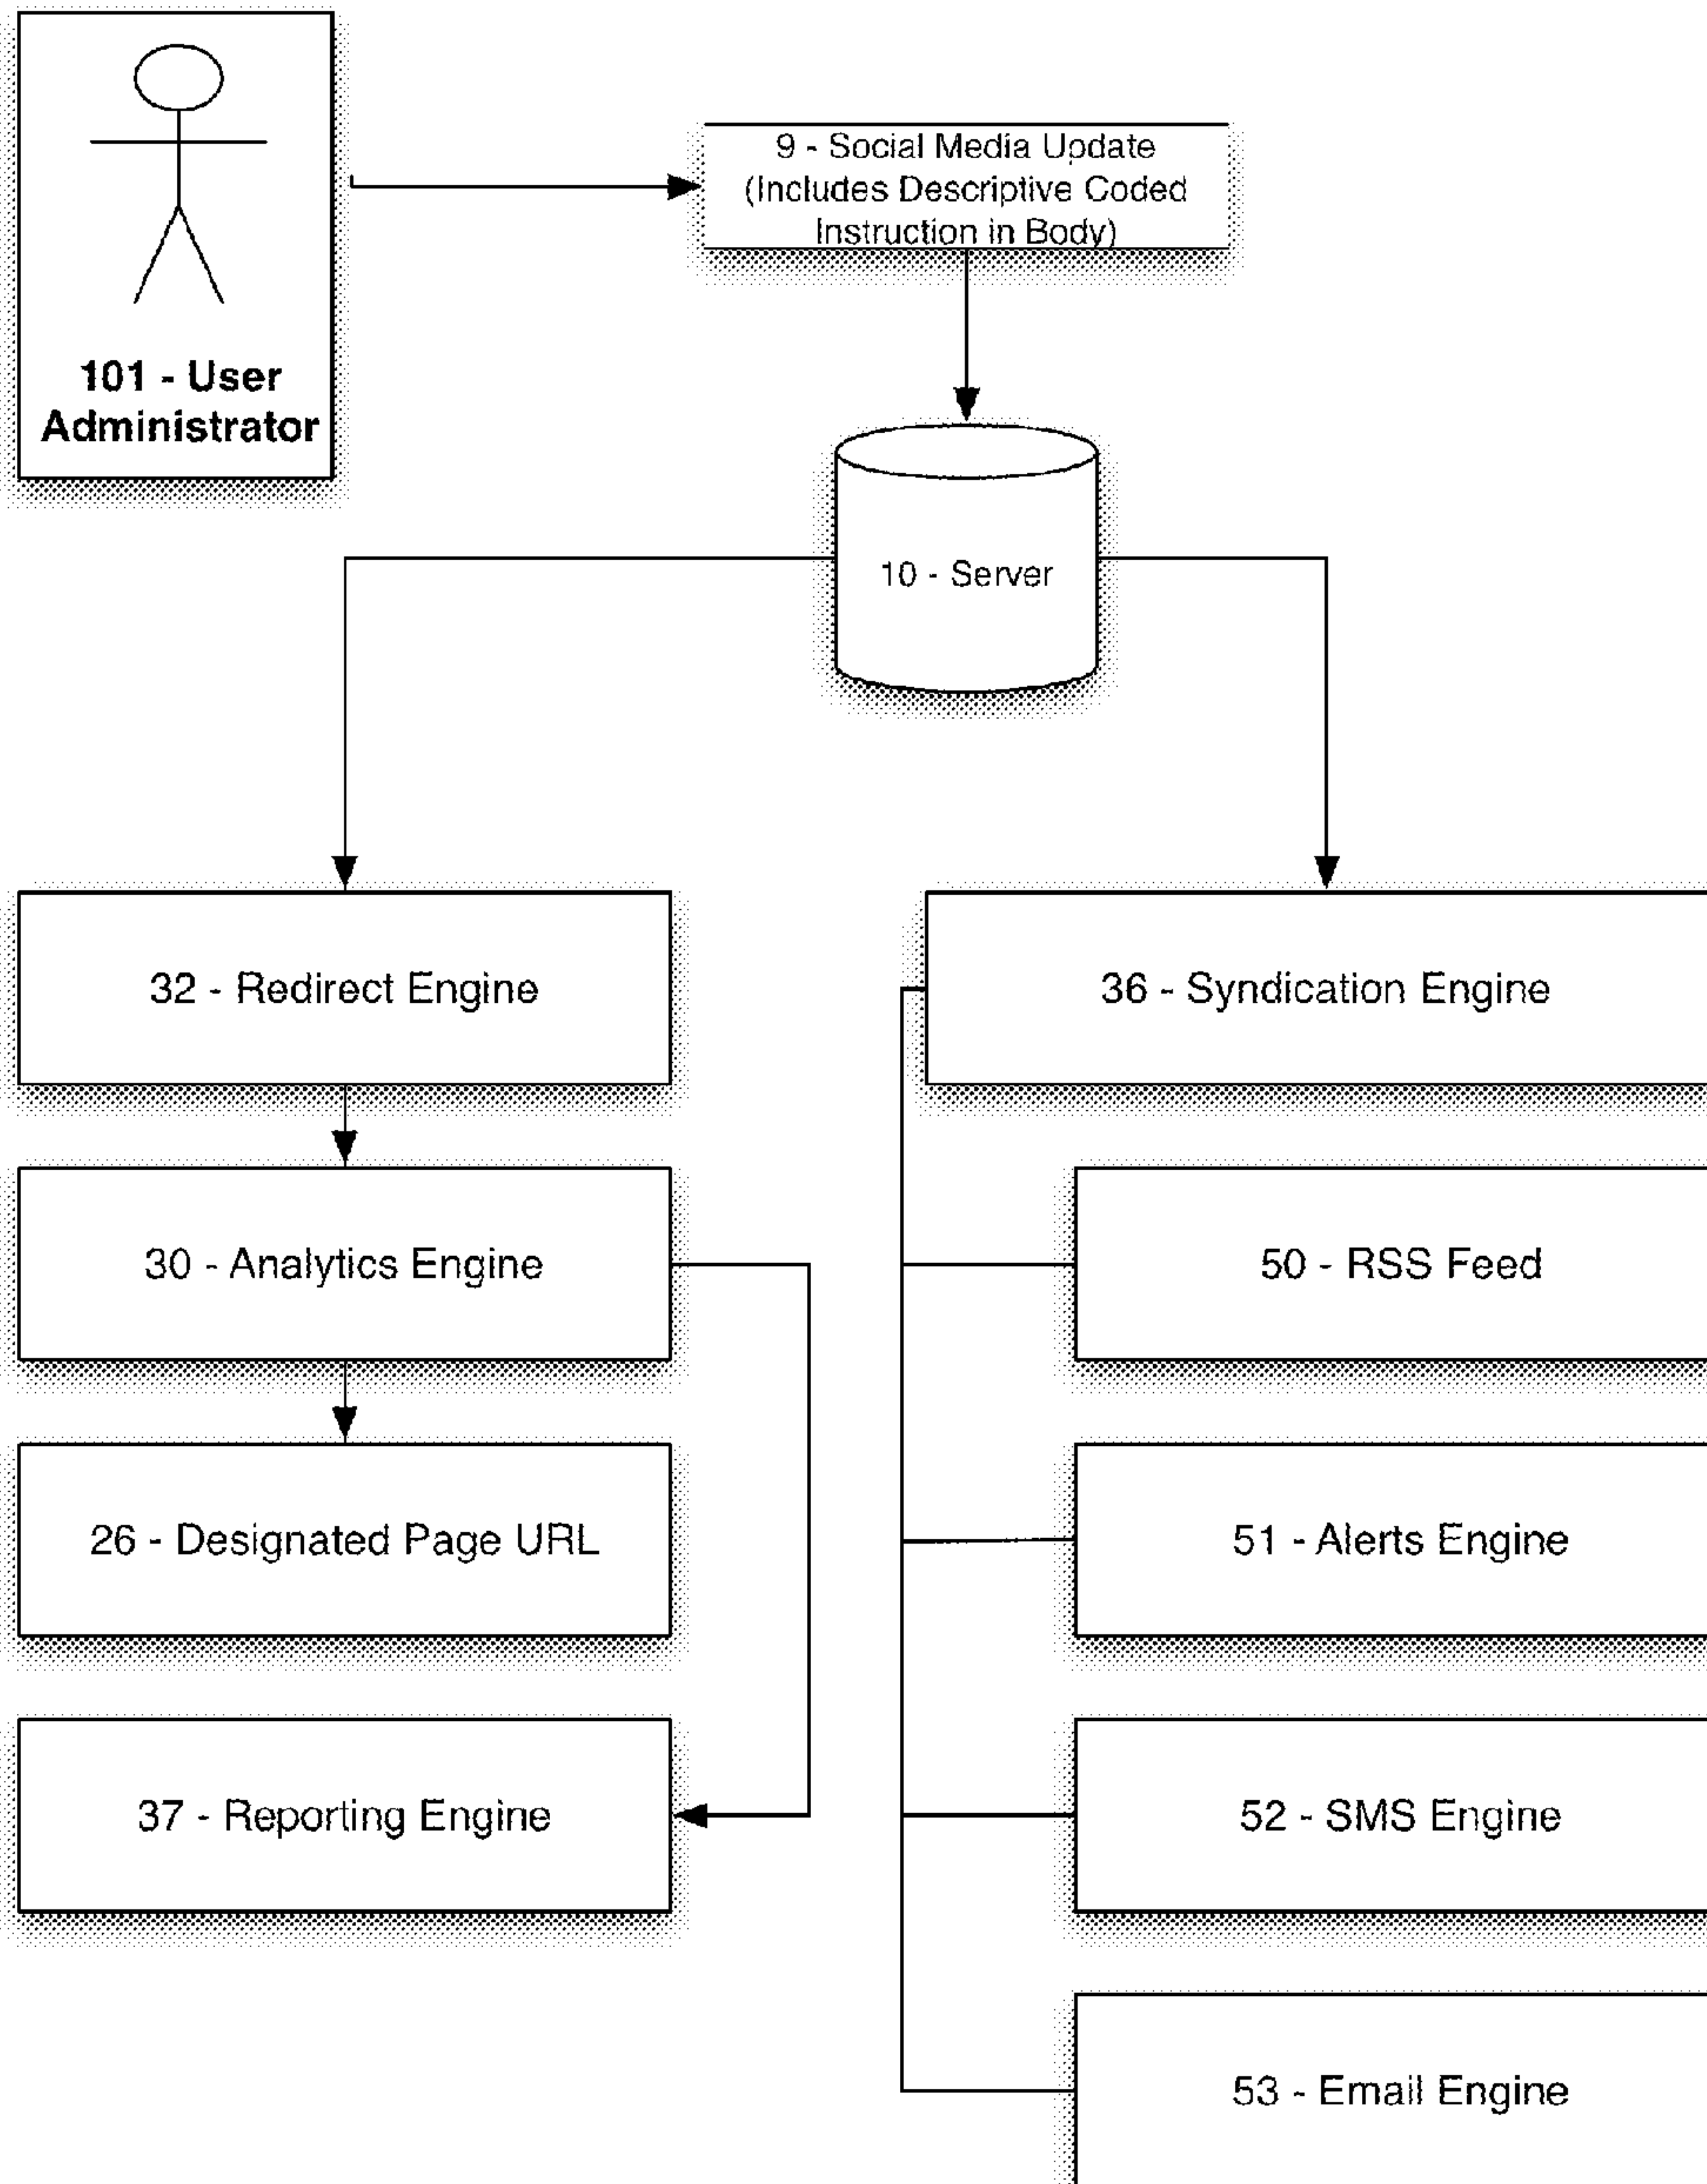 9 - Social Media Update
(Includes Descriptive Coded
Instruction in Body)
101 - User
Administrator
10 - Server
32 - Redirect Engine
36 - Syndication Engine
30 - Analytics Engine
50 - RSS Feed
26 - Designated Page URL
51 - Alerts Engine
37 - Reporting Engine
52 - SMS Engine
53 - Email Engine